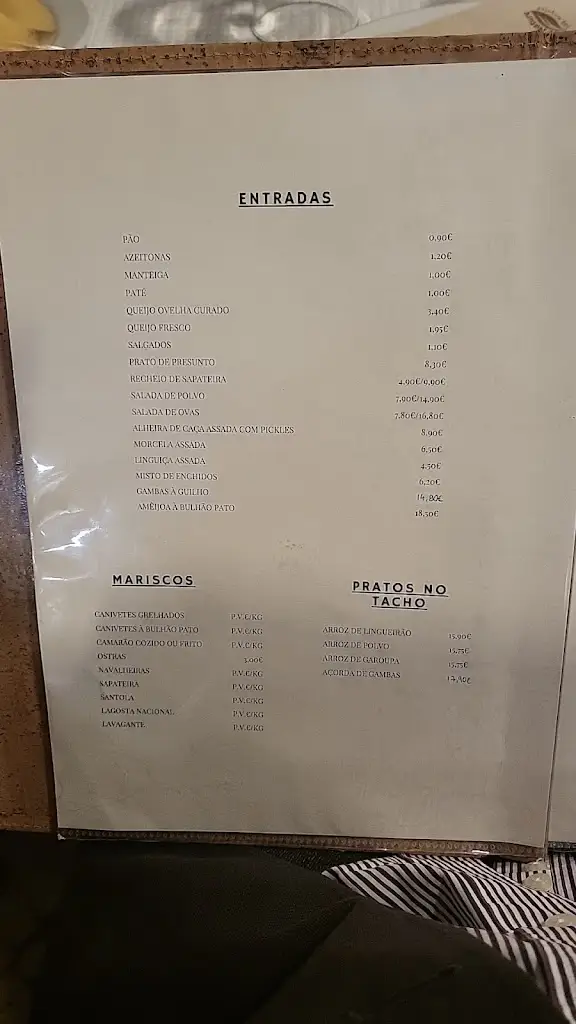 ENTRADAS
PÃO 0,90€
AZEITONAS 1,20€
MANTEIGA 1,00€
PATÊ 1,00€
QUEIJO OVELHA CURADO 3,40€
QUEIJO FRESCO 1,95€
SALGADOS 1,10€
PRATO DE PRESUNTO 8,30€
RECHEIO DE SAPATEIRA 4,90€/9,90€
SALADA DE POLVO 7,90€/14,90€
SALADA DE OVAS 7,80€/16,80€
ALHEIRA DE CAÇA ASSADA COM PICKLES 8,90€
MORCELA ASSADA 6,50€
LINGUIÇA ASSADA 4,50€
MISTO DE ENCHIDOS 6,20€
GAMBAS À GUILHO 14,80€
AMÊIJOA À BULHÃO PATO 18,50€
MARISCOS
CANIVETES GRELHADOS P.V.€/KG
CANIVETES À BULHÃO PATO P.V.€/KG
CAMARÃO COZIDO OU FRITO P.V.€/KG
OSTRAS 3,00€
NAVALHEIRAS P.V.€/KG
SAPATEIRA P.V.€/KG
SANTOLA P.V.€/KG
LAGOSTA NACIONAL P.V.€/KG
LAVAGANTE P.V.€/KG
PRATOS NO
TACHO
ARROZ DE LINGUEIRÃO 15,90€
ARROZ DE POLVO 15,75€
ARROZ DE GAROUPA 15,75€
AÇORDA DE GAMBAS